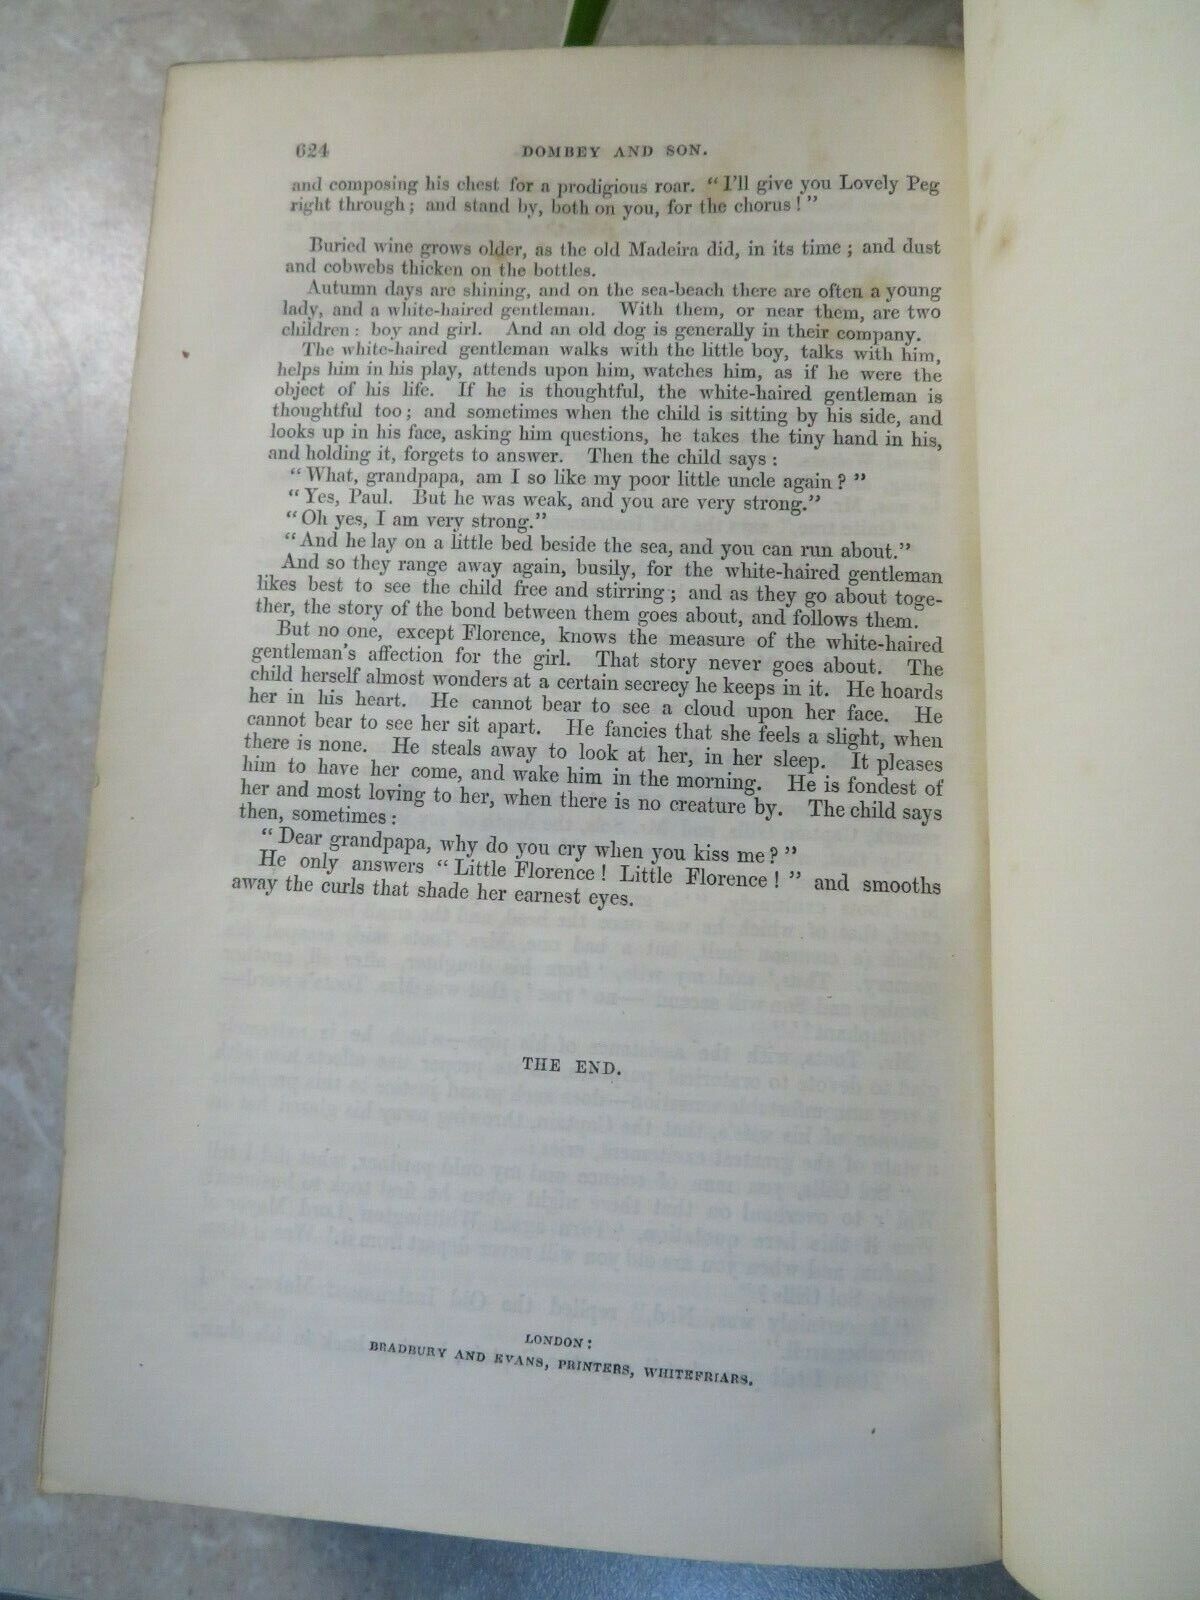 624 DOMBEY AND SON.
and composing his chest for a prodigious roar. "I'll give you Lovely Peg
right through; and stand by, both on you, for the chorus!"
Buried wine grows older, as the old Madeira did, in its time; and dust
and cobwebs thicken on the bottles.
Autumn days are shining, and on the sea-beach there are often a young
lady, and a white-haired gentleman. With them, or near them, are two
children: boy and girl. And an old dog is generally in their company.
The white-haired gentleman walks with the little boy, talks with him,
helps him in his play, attends upon him, watches him, as if he were the
object of his life. If he is thoughtful, the white-haired gentleman is
thoughtful too; and sometimes when the child is sitting by his side, and
looks up in his face, asking him questions, he takes the tiny hand in his,
and holding it, forgets to answer. Then the child says:
"What, grandpapa, am I so like my poor little uncle again?"
"Yes, Paul. But he was weak, and you are very strong."
"Oh yes, I am very strong."
"And he lay on a little bed beside the sea, and you can run about."
And so they range away again, busily, for the white-haired gentleman
likes best to see the child free and stirring; and as they go about toge-
ther, the story of the bond between them goes about, and follows them.
But no one, except Florence, knows the measure of the white-haired
gentleman's affection for the girl. That story never goes about. The
child herself almost wonders at a certain secrecy he keeps in it. He hoards
her in his heart. He cannot bear to see a cloud upon her face. He
cannot bear to see her sit apart. He fancies that she feels a slight, when
there is none. He steals away to look at her, in her sleep. It pleases
him to have her come, and wake him in the morning. He is fondest of
her and most loving to her, when there is no creature by. The child says
then, sometimes:
"Dear grandpapa, why do you cry when you kiss me?"
He only answers "Little Florence! Little Florence!" and smooths
away the curls that shade her earnest eyes.
THE END.
LONDON:
BRADBURY AND EVANS, PRINTERS, WHITEFRIARS.